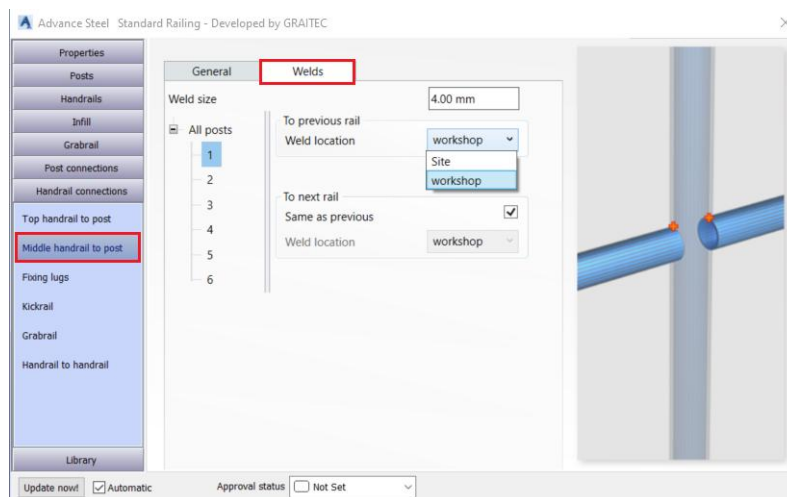 Advance Steel Standard Railing - Developed by GRAITEC
Properties
Posts
Handrails
Infill
Grabrail
Post connections
Handrail connections
Top handrail to post
Middle handrail to post
Fixing lugs
Kickrail
Grabrail
Handrail to handrail
Library
General
Welds
Weld size
4.00 mm
All posts
1
2
3
4
5
6
To previous rail
Weld location
workshop
Site
workshop
To next rail
Same as previous
Weld location
workshop
Update now!
Automatic
Approval status
Not Set